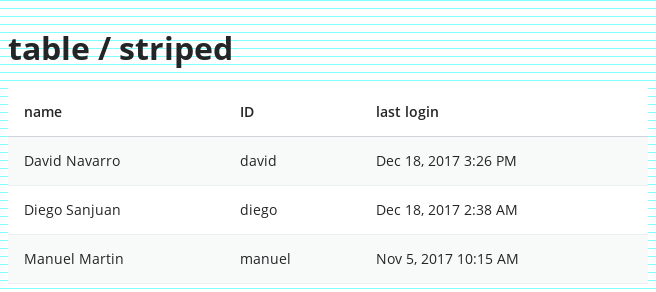 table / striped
name ID last login
David Navarro david Dec 18, 2017 3:26 PM
Diego Sanjuan diego Dec 18, 2017 2:38 AM
Manuel Martin manuel Nov 5, 2017 10:15 AM